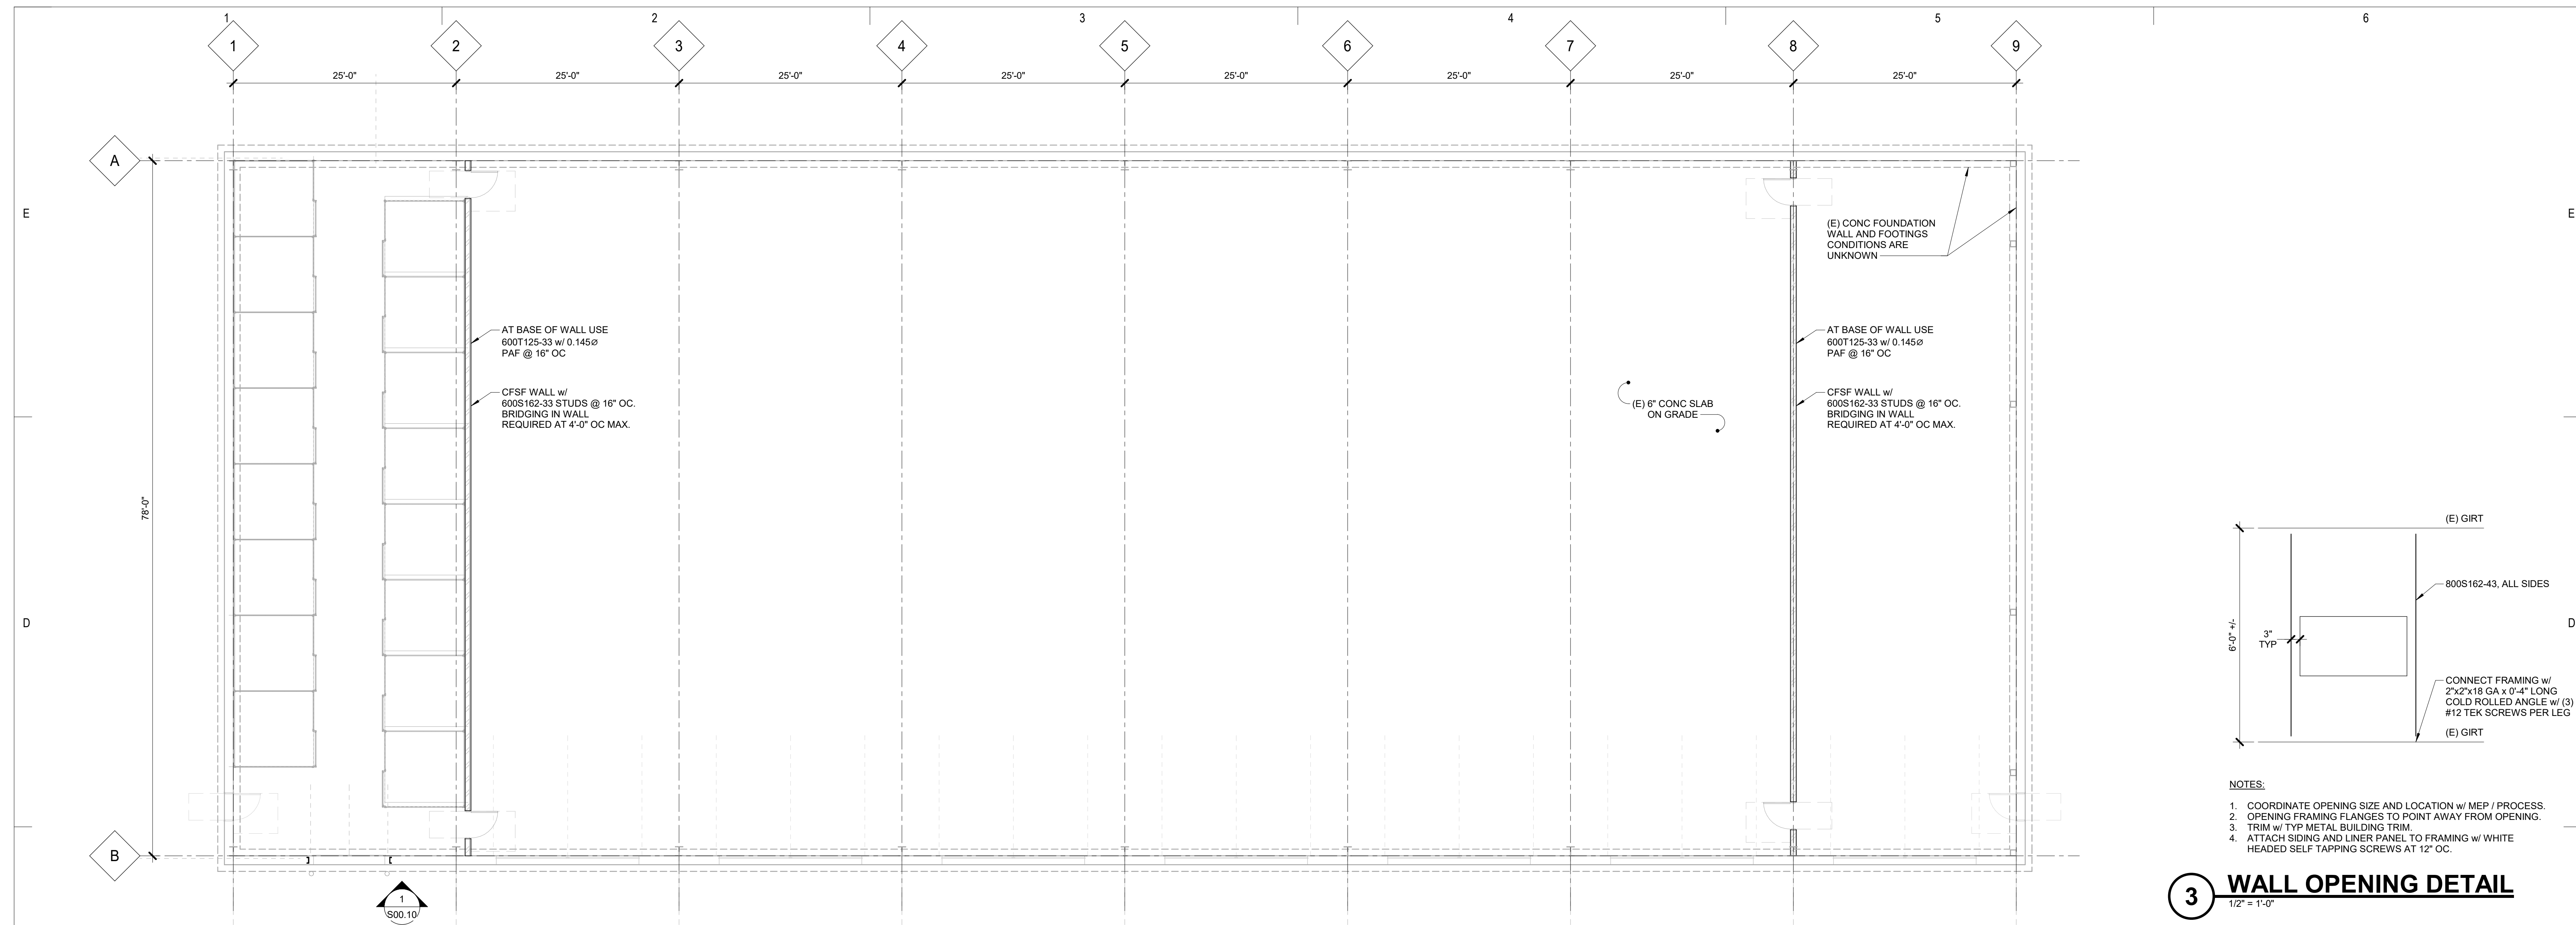 1 2 3 4 5 6
1 2 3 4 5 6 7 8 9
25'-0" 25'-0" 25'-0" 25'-0" 25'-0" 25'-0" 25'-0" 25'-0"
A
E
E
(E) CONC FOUNDATION
WALL AND FOOTINGS
CONDITIONS ARE
UNKNOWN
AT BASE OF WALL USE
600T125-33 w/ 0.145⌀
PAF @ 16" OC
CFSF WALL w/
600S162-33 STUDS @ 16" OC.
BRIDGING IN WALL
REQUIRED AT 4'-0" OC MAX.
(E) 6" CONC SLAB
ON GRADE
AT BASE OF WALL USE
600T125-33 w/ 0.145⌀
PAF @ 16" OC
CFSF WALL w/
600S162-33 STUDS @ 16" OC.
BRIDGING IN WALL
REQUIRED AT 4'-0" OC MAX.
78'-0"
D
D
B
1
S00.10
(E) GIRT
800S162-43, ALL SIDES
6'-0" +/-
3"
TYP
CONNECT FRAMING w/
2"x2"x18 GA x 0'-4" LONG
COLD ROLLED ANGLE w/ (3)
#12 TEK SCREWS PER LEG
(E) GIRT
NOTES:
1. COORDINATE OPENING SIZE AND LOCATION w/ MEP / PROCESS.
2. OPENING FRAMING FLANGES TO POINT AWAY FROM OPENING.
3. TRIM w/ TYP METAL BUILDING TRIM.
4. ATTACH SIDING AND LINER PANEL TO FRAMING w/ WHITE
HEADED SELF TAPPING SCREWS AT 12" OC.
3 WALL OPENING DETAIL
1/2" = 1'-0"